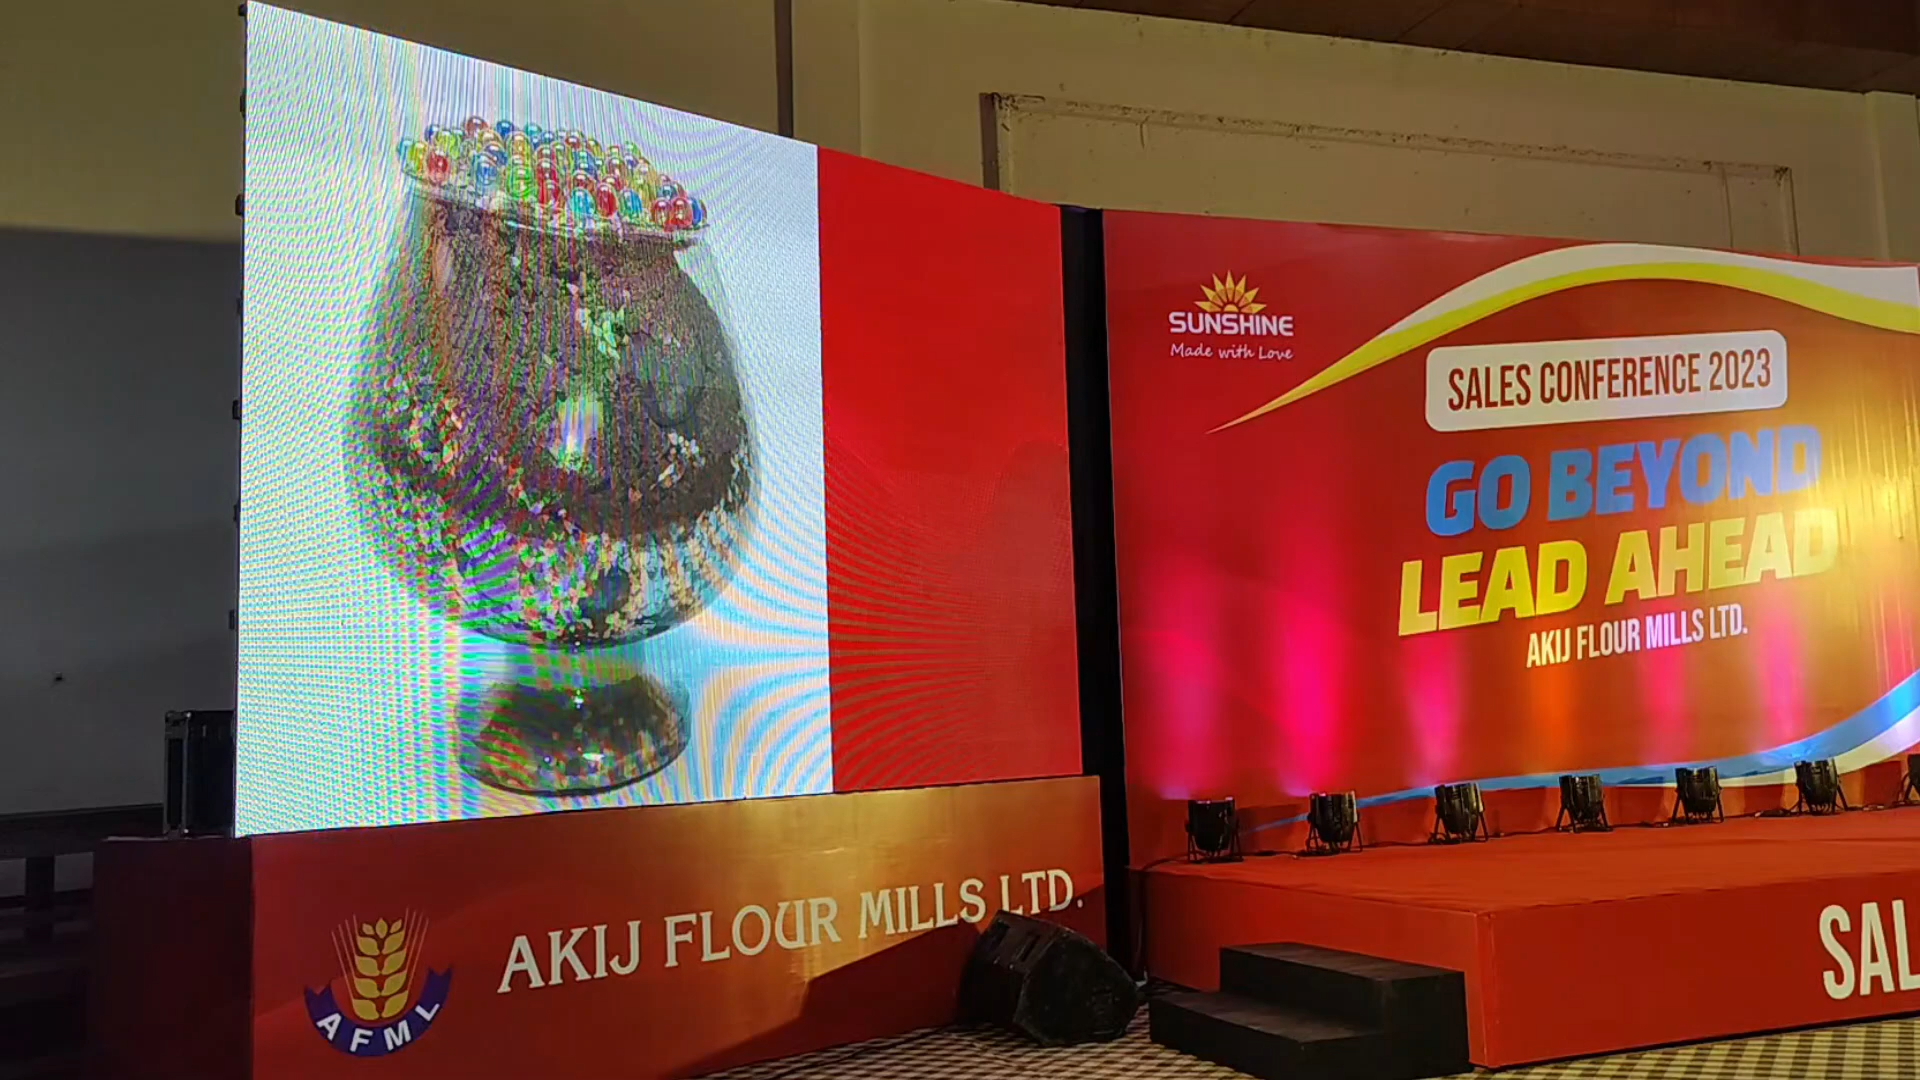 SUNSHINE
Made with Love
SALES CONFERENCE 2023
GO BEYOND
LEAD AHEAD
AKIJ FLOUR MILLS LTD.
AKIJ FLOUR MILLS LTD.
AFML
SAL